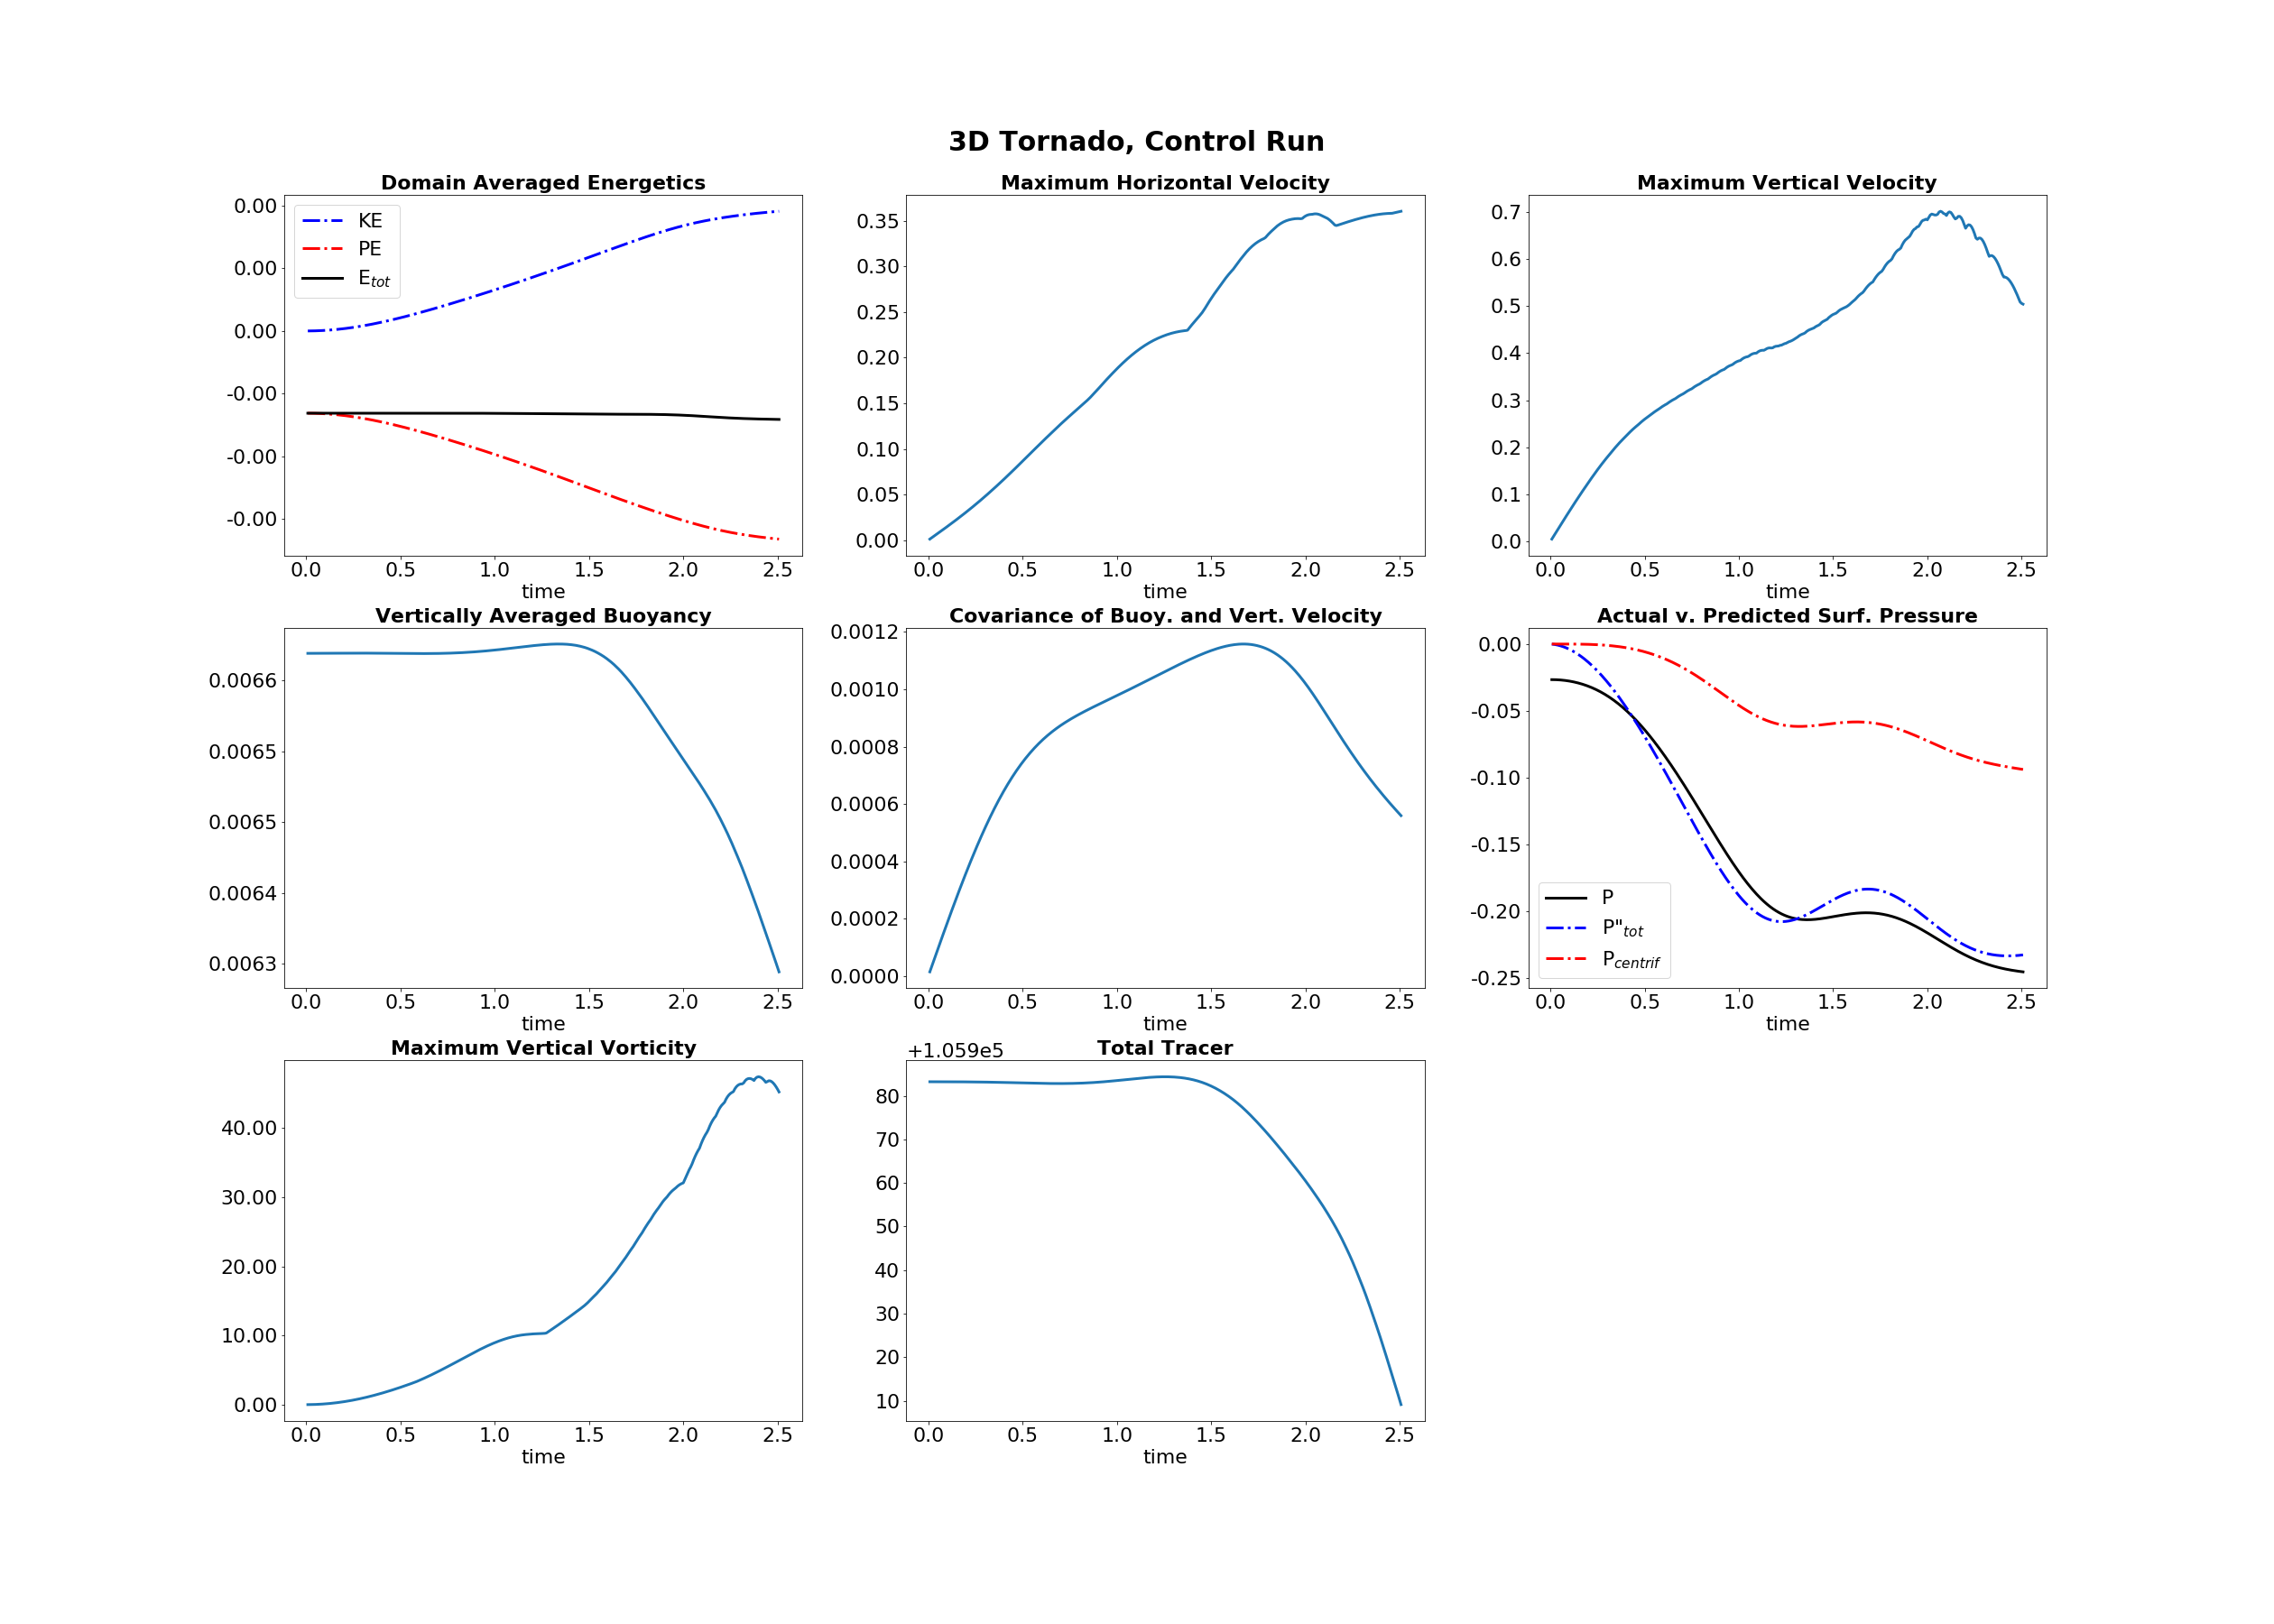 3D Tornado, Control Run
Domain Averaged Energetics
0.00
0.00
0.00
-0.00
-0.00
-0.00
KE
PE
E_tot
0.0 0.5 1.0 1.5 2.0 2.5
time
Maximum Horizontal Velocity
0.35
0.30
0.25
0.20
0.15
0.10
0.05
0.00
0.0 0.5 1.0 1.5 2.0 2.5
time
Maximum Vertical Velocity
0.7
0.6
0.5
0.4
0.3
0.2
0.1
0.0
0.0 0.5 1.0 1.5 2.0 2.5
time
Vertically Averaged Buoyancy
0.0066
0.0065
0.0065
0.0064
0.0063
0.0 0.5 1.0 1.5 2.0 2.5
time
Covariance of Buoy. and Vert. Velocity
0.0012
0.0010
0.0008
0.0006
0.0004
0.0002
0.0000
0.0 0.5 1.0 1.5 2.0 2.5
time
Actual v. Predicted Surf. Pressure
0.00
-0.05
-0.10
-0.15
-0.20
-0.25
P
P"_tot
P_centrif
0.0 0.5 1.0 1.5 2.0 2.5
time
Maximum Vertical Vorticity
40.00
30.00
20.00
10.00
0.00
0.0 0.5 1.0 1.5 2.0 2.5
time
Total Tracer
+1.059e5
80
70
60
50
40
30
20
10
0.0 0.5 1.0 1.5 2.0 2.5
time